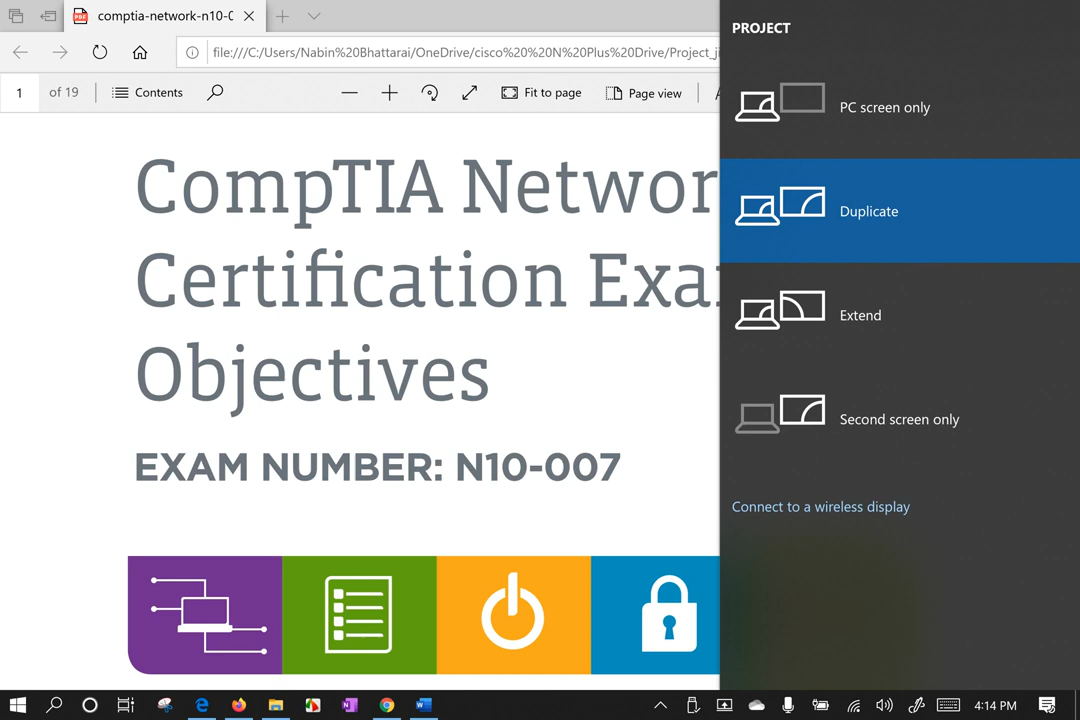 comptia-network-n10-0
file:///C:/Users/Nabin%20Bhattarai/OneDrive/cisco%20%20N%20Plus%20Drive/Project_ji
1 of 19 Contents Fit to page Page view
CompTIA Networ
Certification Exa
Objectives
EXAM NUMBER: N10-007
PROJECT
PC screen only
Duplicate
Extend
Second screen only
Connect to a wireless display
4:14 PM